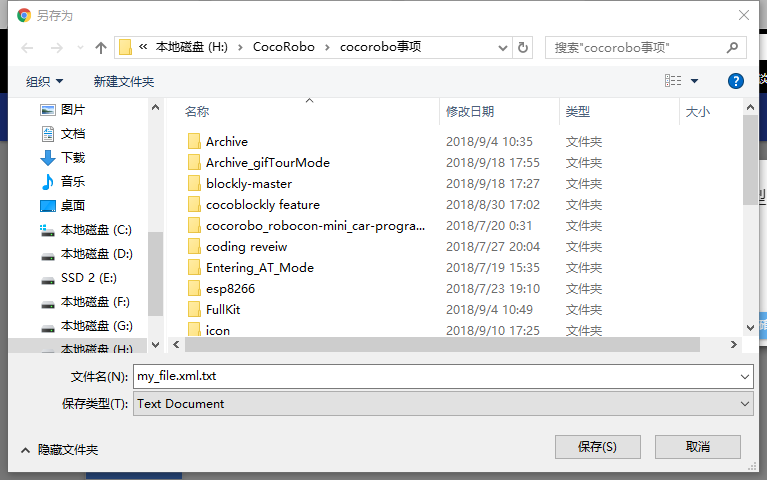 另存为
« 本地磁盘 (H:) › CocoRobo › cocorobo事项
搜索"cocorobo事项"
组织 新建文件夹
名称 修改日期 类型 大小
图片
文档
下载
音乐
桌面
本地磁盘 (C:)
本地磁盘 (D:)
SSD 2 (E:)
本地磁盘 (F:)
本地磁盘 (G:)
本地磁盘 (H:)
Archive 2018/9/4 10:35 文件夹
Archive_gifTourMode 2018/9/18 17:55 文件夹
blockly-master 2018/9/18 17:27 文件夹
cocoblockly feature 2018/8/30 17:02 文件夹
cocorobo_robocon-mini_car-progra... 2018/7/20 0:31 文件夹
coding reveiw 2018/7/27 20:04 文件夹
Entering_AT_Mode 2018/7/19 15:35 文件夹
esp8266 2018/7/23 19:10 文件夹
FullKit 2018/9/4 10:49 文件夹
icon 2018/9/10 17:25 文件夹
文件名(N): my_file.xml.txt
保存类型(T): Text Document
隐藏文件夹 保存(S) 取消